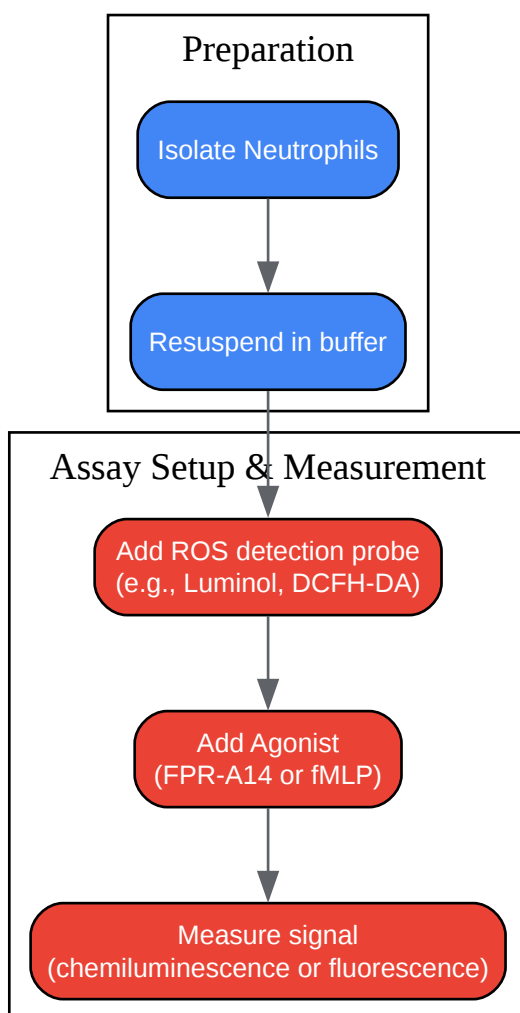 Preparation
Isolate Neutrophils
Resuspend in buffer
Assay Setup & Measurement
Add ROS detection probe
(e.g., Luminol, DCFH-DA)
Add Agonist
(FPR-A14 or fMLP)
Measure signal
(chemiluminescence or fluorescence)